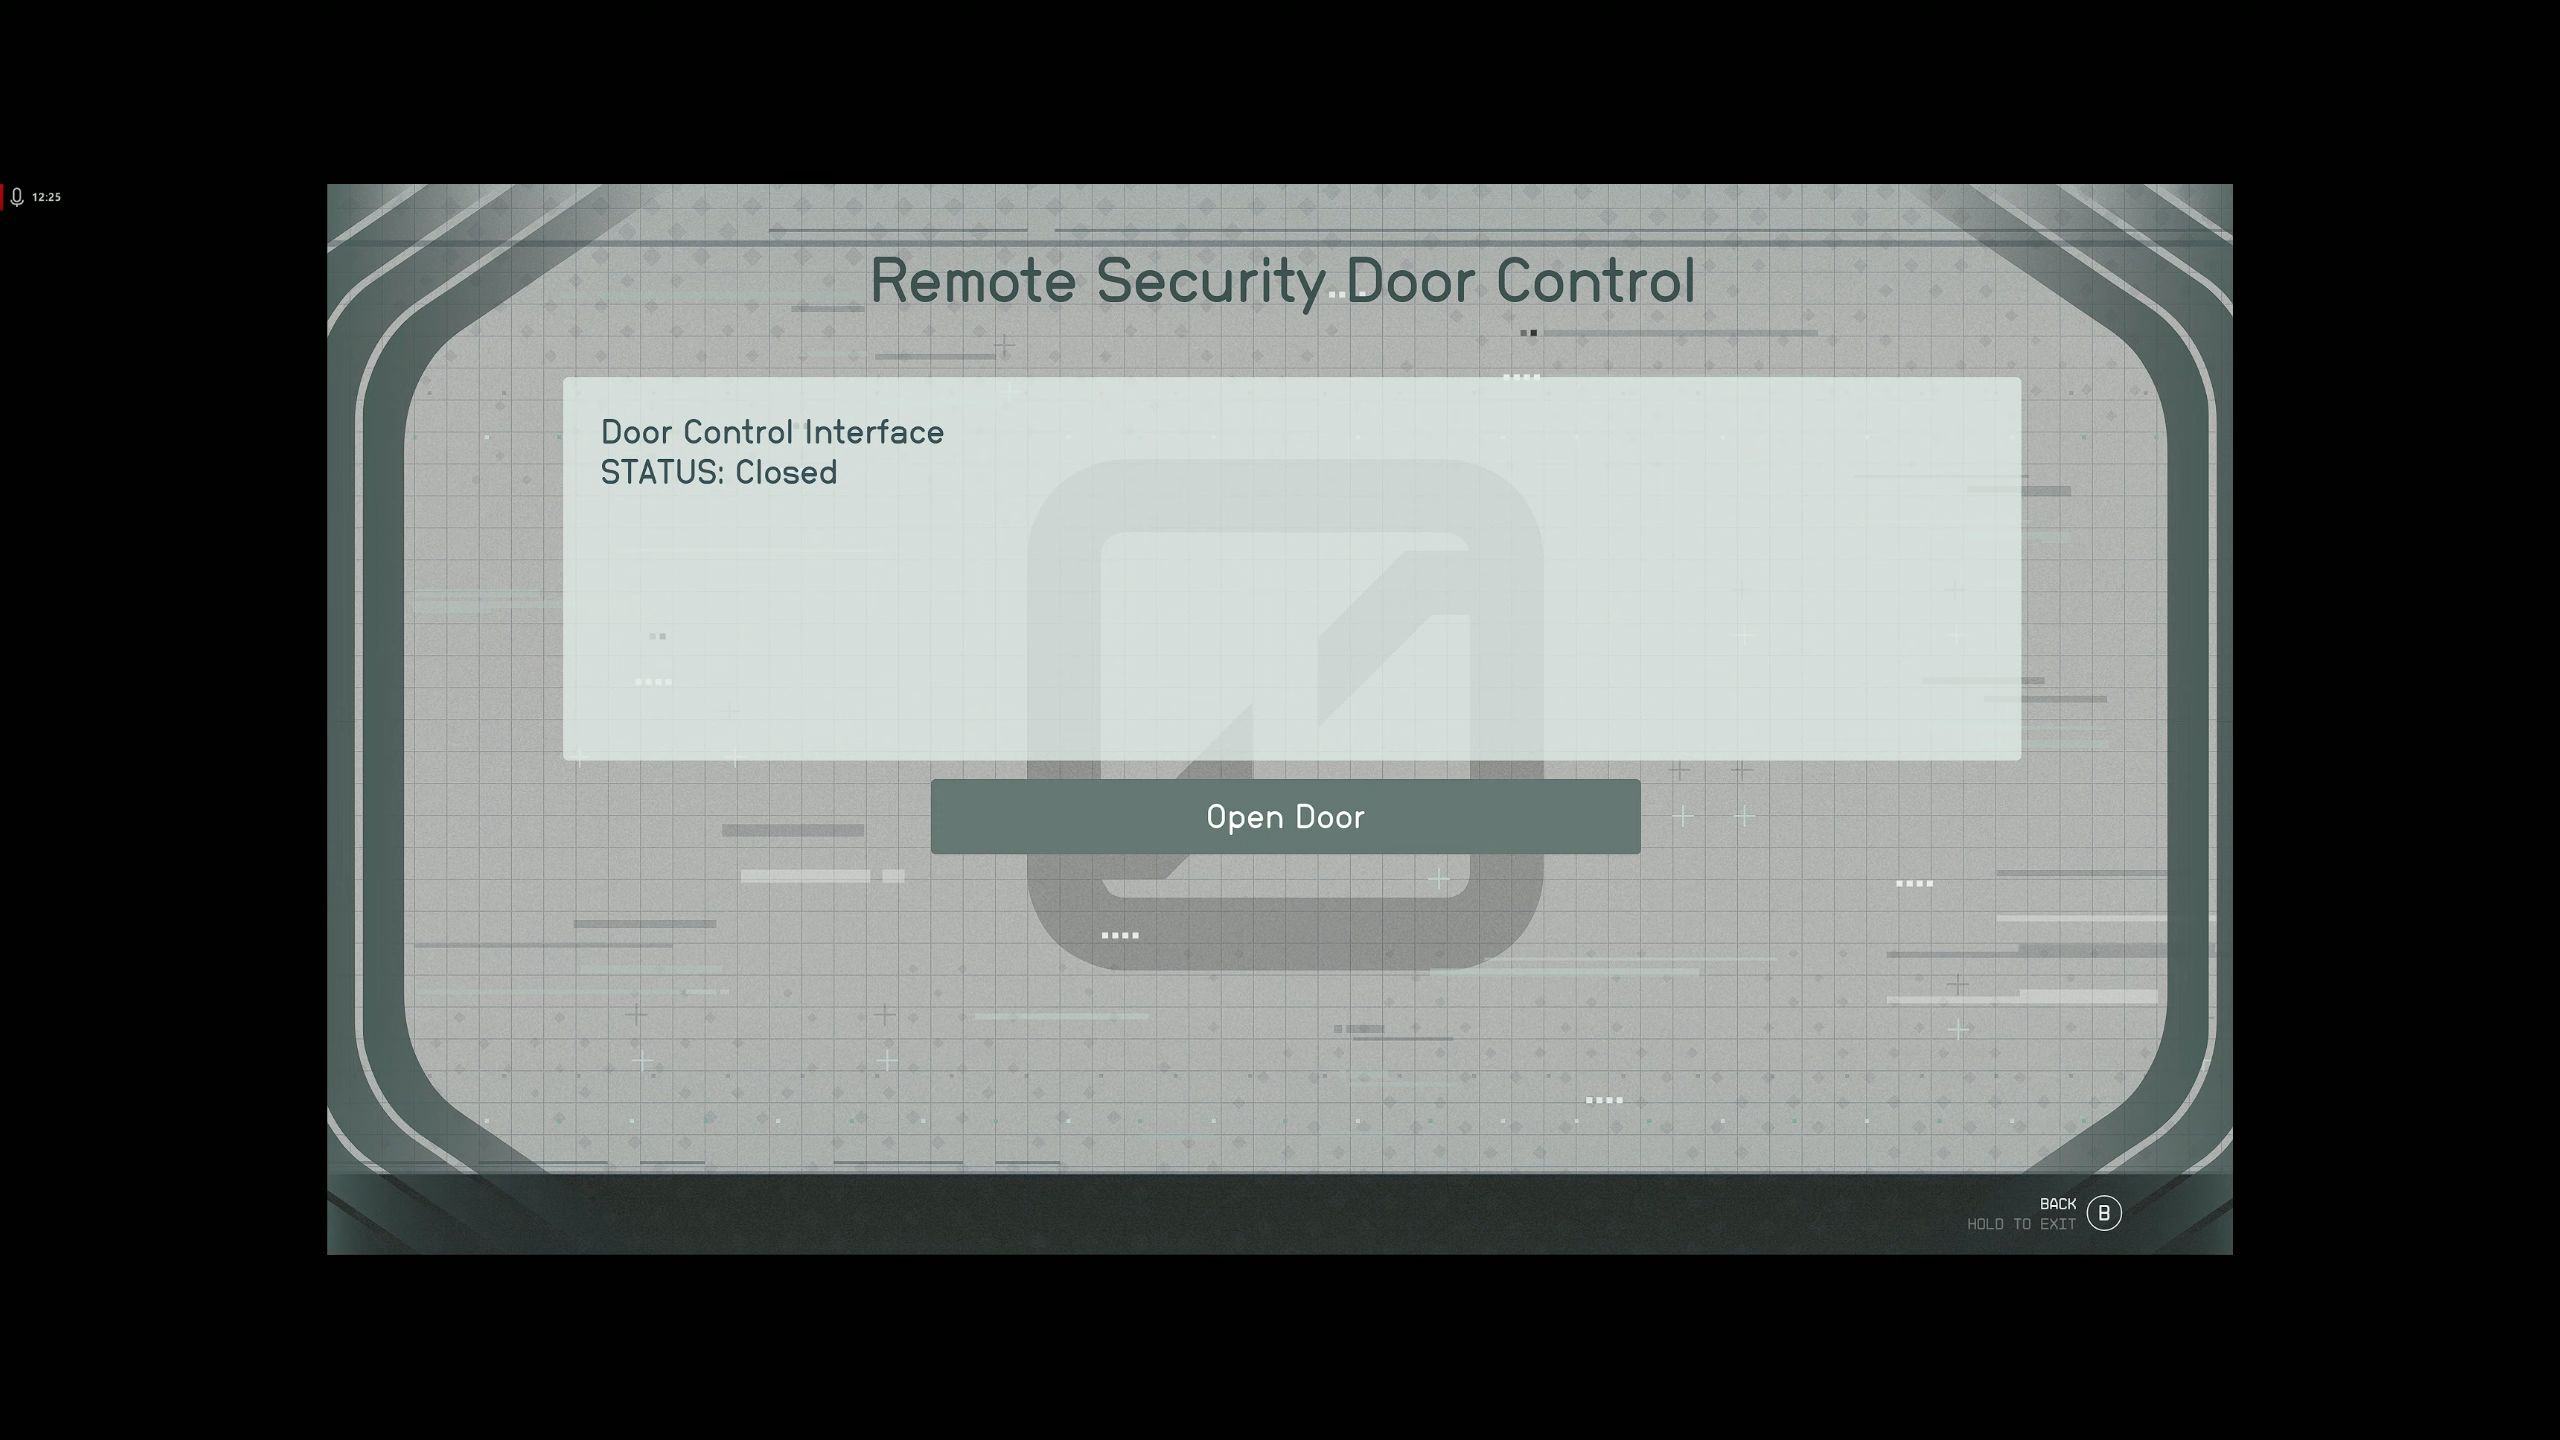 12:25
Remote Security Door Control
Door Control Interface
STATUS: Closed
Open Door
BACK
HOLD TO EXIT
B